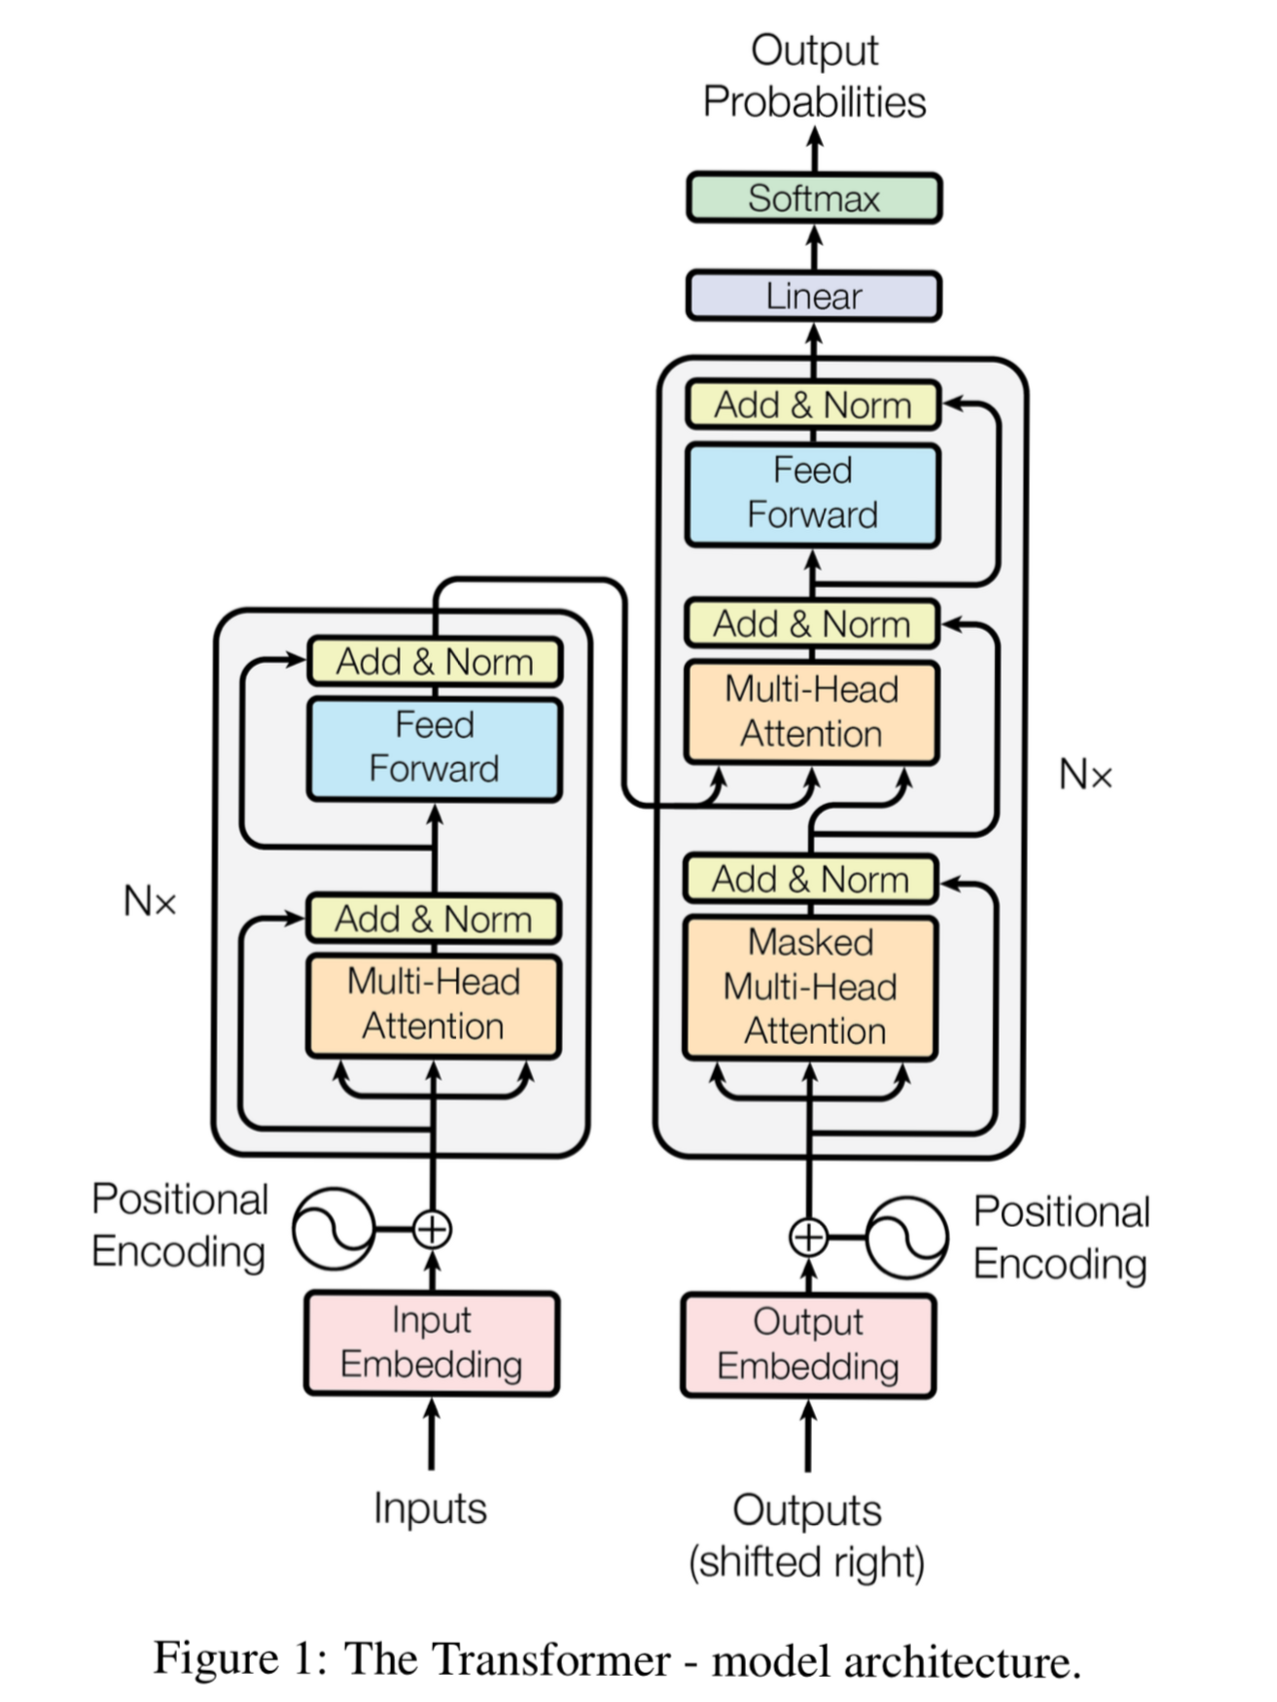 Output
Probabilities
Softmax
Linear
Add & Norm
Feed
Forward
Add & Norm
Multi-Head
Attention
Add & Norm
Masked
Multi-Head
Attention
N×
Add & Norm
Feed
Forward
Add & Norm
Multi-Head
Attention
N×
Positional
Encoding
Positional
Encoding
Input
Embedding
Output
Embedding
Inputs
Outputs
(shifted right)
Figure 1: The Transformer - model architecture.